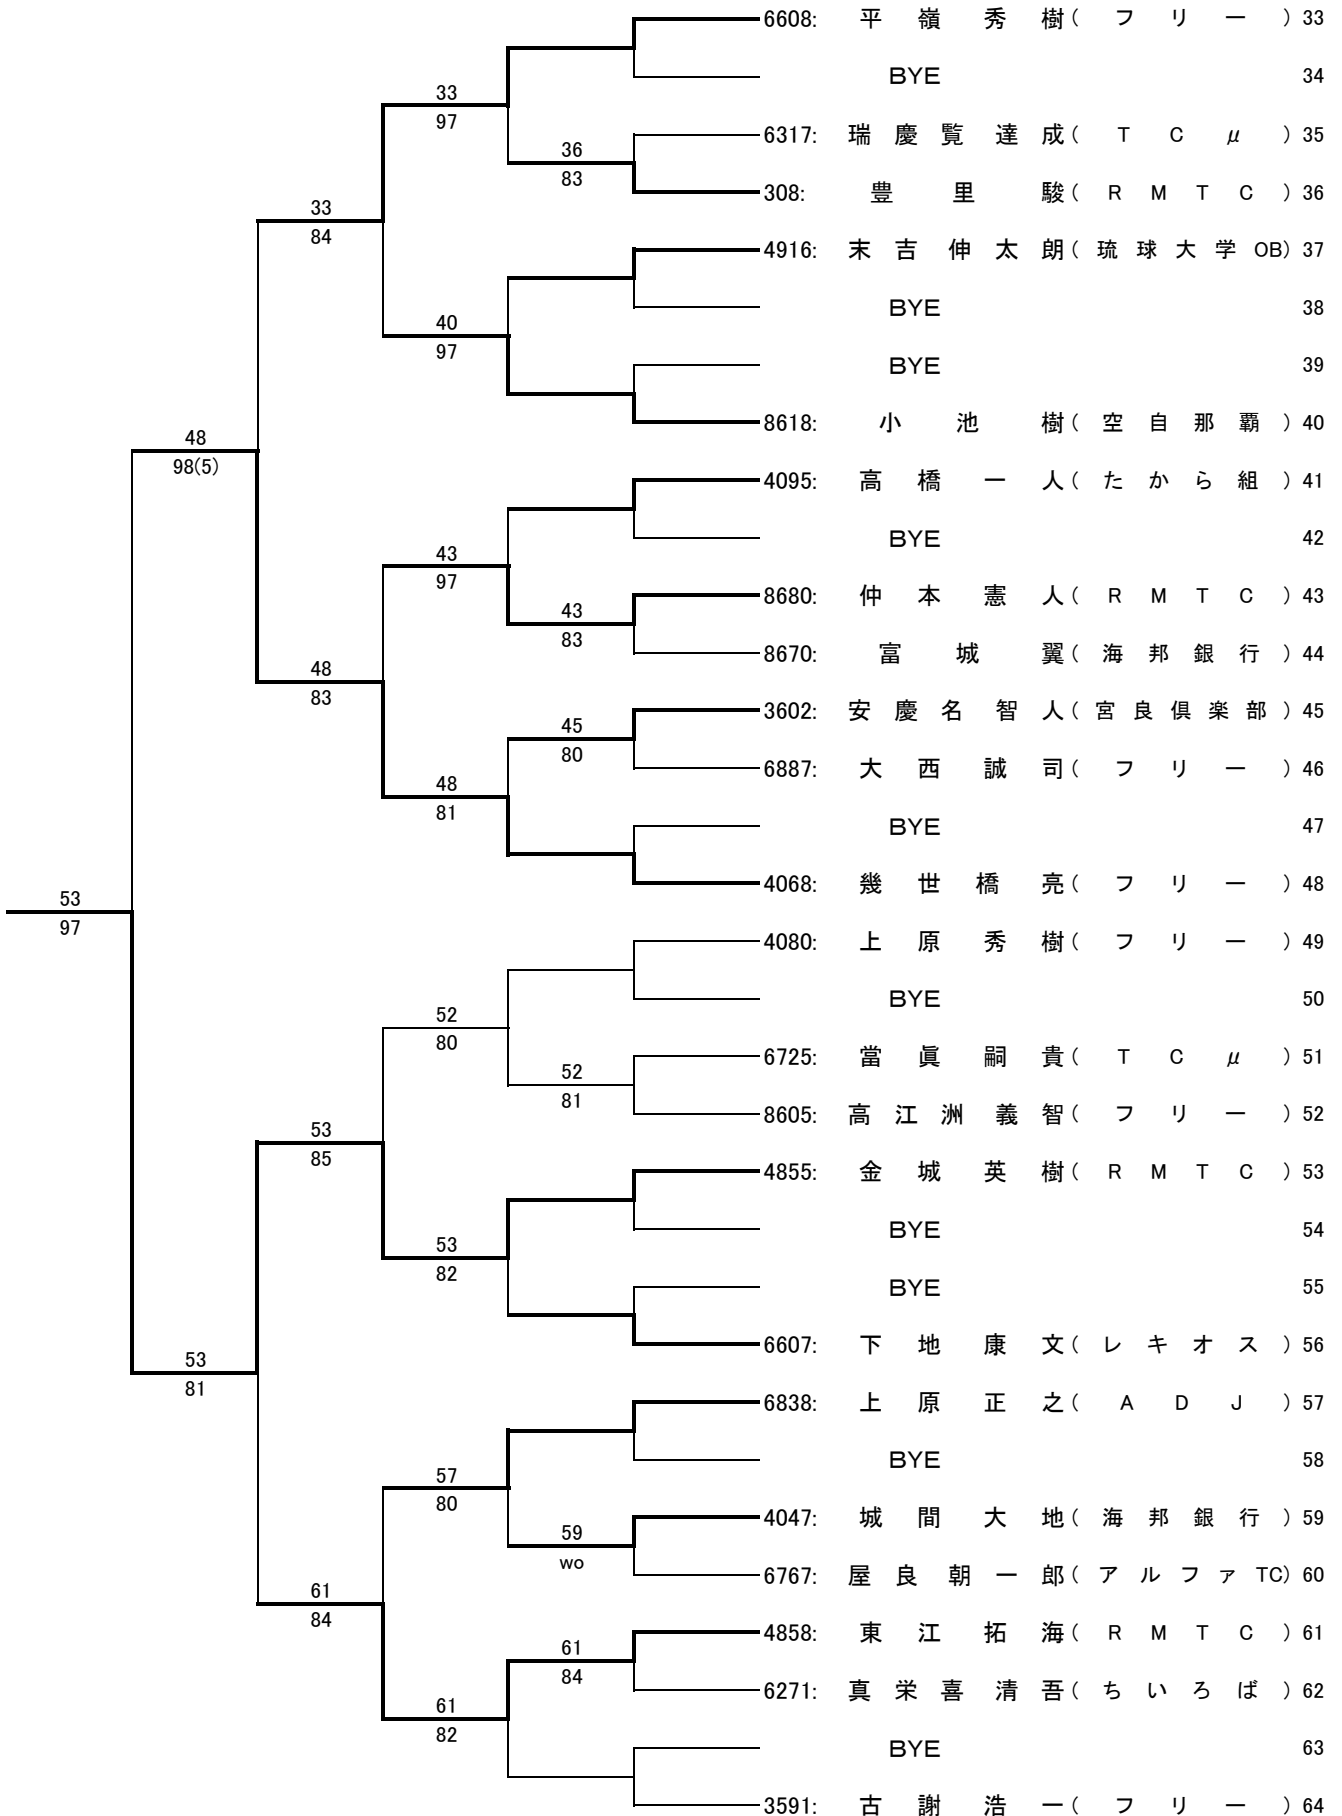 6608: 平嶺秀樹(フリー) 33
BYE 34
33
97
6317: 瑞慶覧達成(TCμ) 35
36
83
308: 豊里駿(RMTC) 36
33
84
4916: 末吉伸太朗(琉球大学OB) 37
BYE 38
40
97
BYE 39
8618: 小池樹(空自那覇) 40
48
98(5)
4095: 高橋一人(たから組) 41
BYE 42
43
97
8680: 仲本憲人(RMTC) 43
43
83
8670: 富城翼(海邦銀行) 44
48
83
3602: 安慶名智人(宮良倶楽部) 45
45
80
6887: 大西誠司(フリー) 46
48
81
BYE 47
4068: 幾世橋亮(フリー) 48
53
97
4080: 上原秀樹(フリー) 49
BYE 50
52
80
6725: 當眞嗣貴(TCμ) 51
52
81
8605: 高江洲義智(フリー) 52
53
85
4855: 金城英樹(RMTC) 53
BYE 54
53
82
BYE 55
6607: 下地康文(レキオス) 56
53
81
6838: 上原正之(ADJ) 57
BYE 58
57
80
4047: 城間大地(海邦銀行) 59
59
wo
6767: 屋良朝一郎(アルファTC) 60
61
84
4858: 東江拓海(RMTC) 61
61
84
6271: 真栄喜清吾(ちいろば) 62
61
82
BYE 63
3591: 古謝浩一(フリー) 64